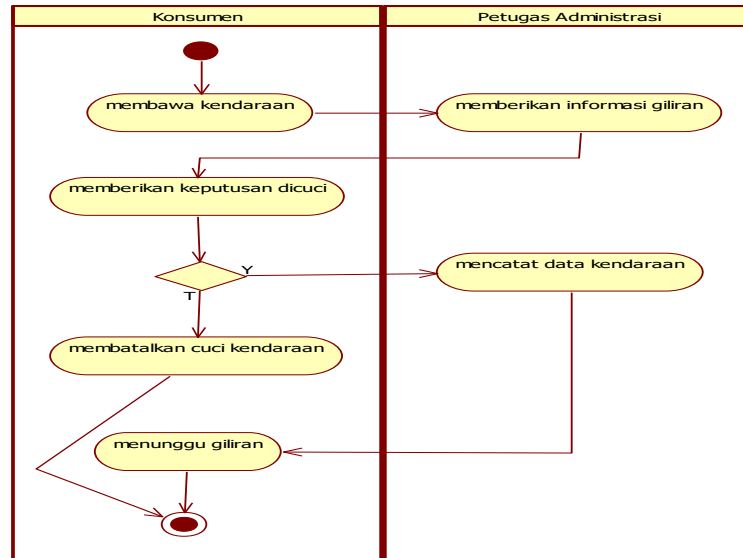 Konsumen
Petugas Administrasi
membawa kendaraan
memberikan informasi giliran
memberikan keputusan dicuci
Y
mencatat data kendaraan
T
membatalkan cuci kendaraan
menunggu giliran